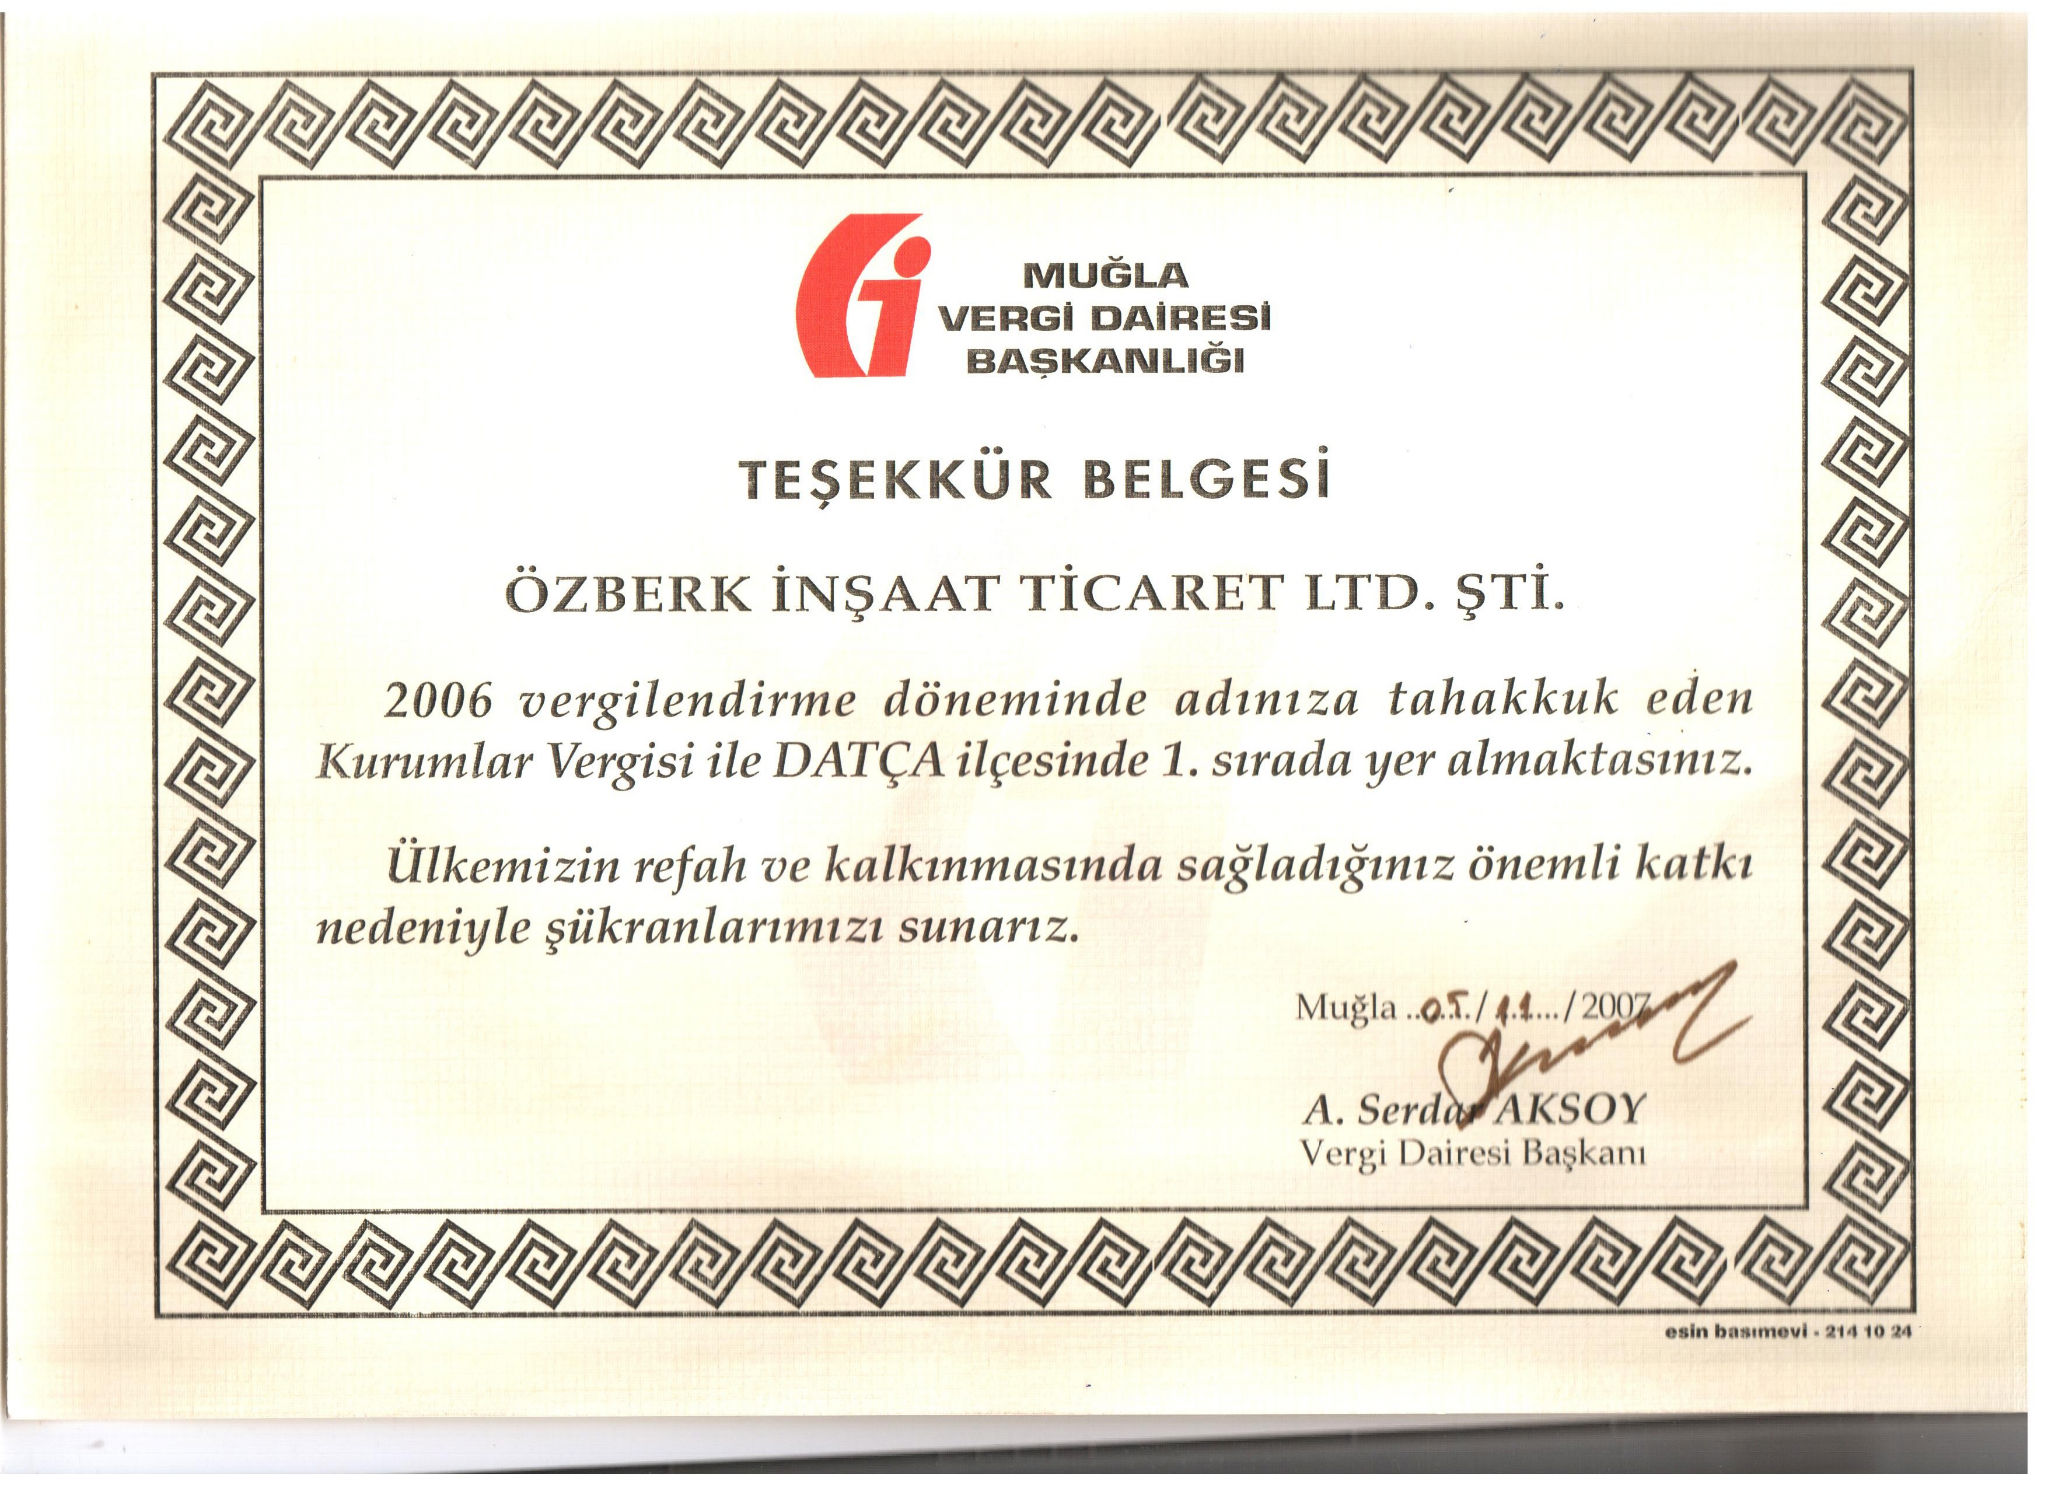 MUĞLA
VERGİ DAİRESİ
BAŞKANLIĞI
TEŞEKKÜR BELGESİ
ÖZBERK İNŞAAT TİCARET LTD. ŞTİ.
2006 vergilendirme döneminde adınıza tahakkuk eden
Kurumlar Vergisi ile DATÇA ilçesinde 1. sırada yer almaktasınız.
Ülkemizin refah ve kalkınmasında sağladığınız önemli katkı
nedeniyle şükranlarımızı sunarız.
Muğla ..05../.11.../2007
A. Serdar AKSOY
Vergi Dairesi Başkanı
esin basımevi - 214 10 24